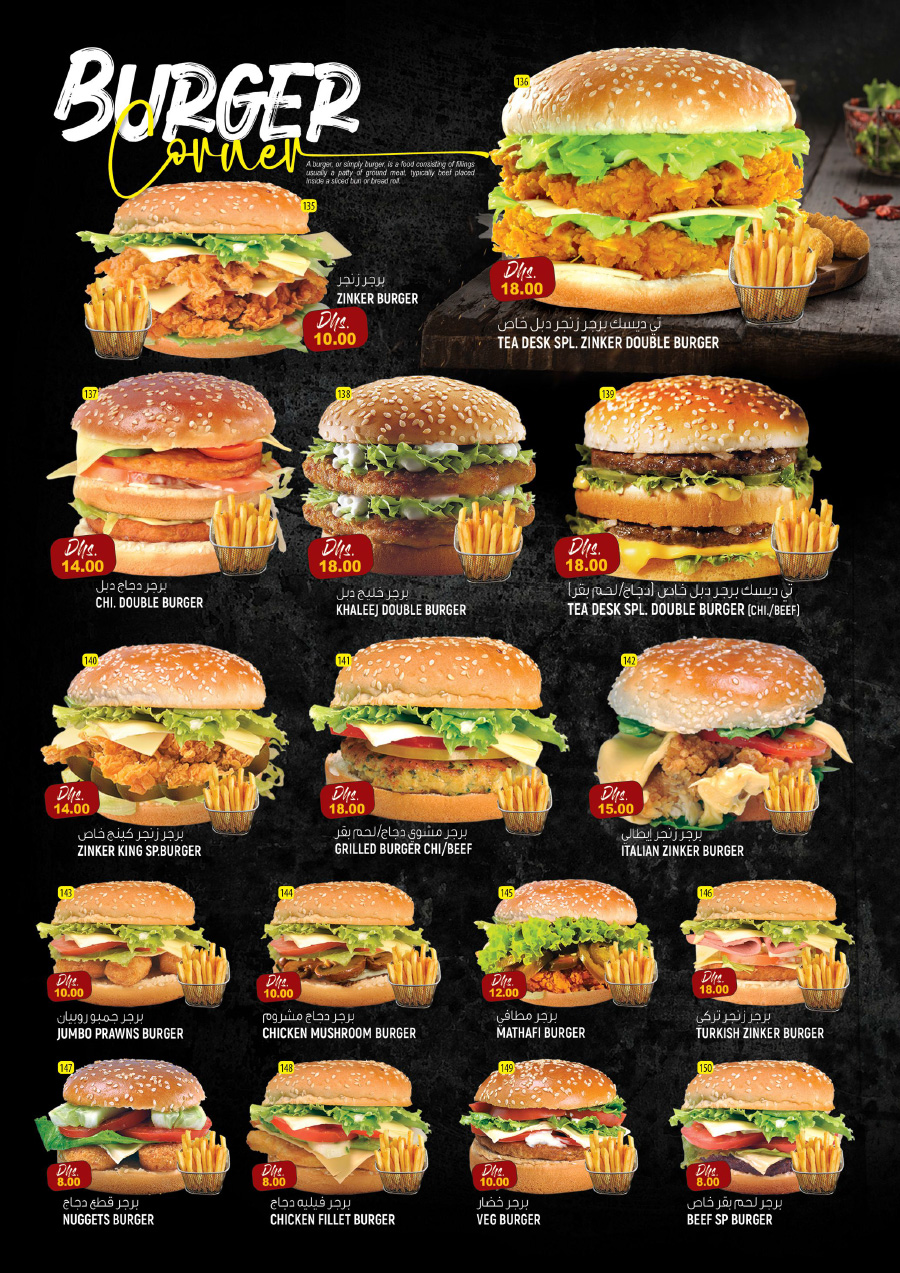 BURGER
Corner
A burger, or simply burger, is a food consisting of fillings
usually a patty of ground meat, typically beef placed
inside a sliced bun or bread roll.
135
برجر زنجر
ZINKER BURGER
Dhs.
10.00
136
Dhs.
18.00
تي ديسك برجر زنجر دبل خاص
TEA DESK SPL. ZINKER DOUBLE BURGER
137
Dhs.
14.00
برجر دجاج دبل
CHI. DOUBLE BURGER
138
Dhs.
18.00
برجر خليج دبل
KHALEEJ DOUBLE BURGER
139
Dhs.
18.00
تي ديسك برجر دبل خاص (دجاج/لحم بقر)
TEA DESK SPL. DOUBLE BURGER (CHI./BEEF)
140
Dhs.
14.00
برجر زنجر كينج خاص
ZINKER KING SP.BURGER
141
Dhs.
18.00
برجر مشوي دجاج/لحم بقر
GRILLED BURGER CHI/BEEF
142
Dhs.
15.00
برجر زنجر إيطالي
ITALIAN ZINKER BURGER
143
Dhs.
10.00
برجر جمبو روبيان
JUMBO PRAWNS BURGER
144
Dhs.
10.00
برجر دجاج مشروم
CHICKEN MUSHROOM BURGER
145
Dhs.
12.00
برجر مطافي
MATHAFI BURGER
146
Dhs.
18.00
برجر زنجر تركي
TURKISH ZINKER BURGER
147
Dhs.
8.00
برجر قطع دجاج
NUGGETS BURGER
148
Dhs.
8.00
برجر فيليه دجاج
CHICKEN FILLET BURGER
149
Dhs.
10.00
برجر خضار
VEG BURGER
150
Dhs.
8.00
برجر لحم بقر خاص
BEEF SP BURGER